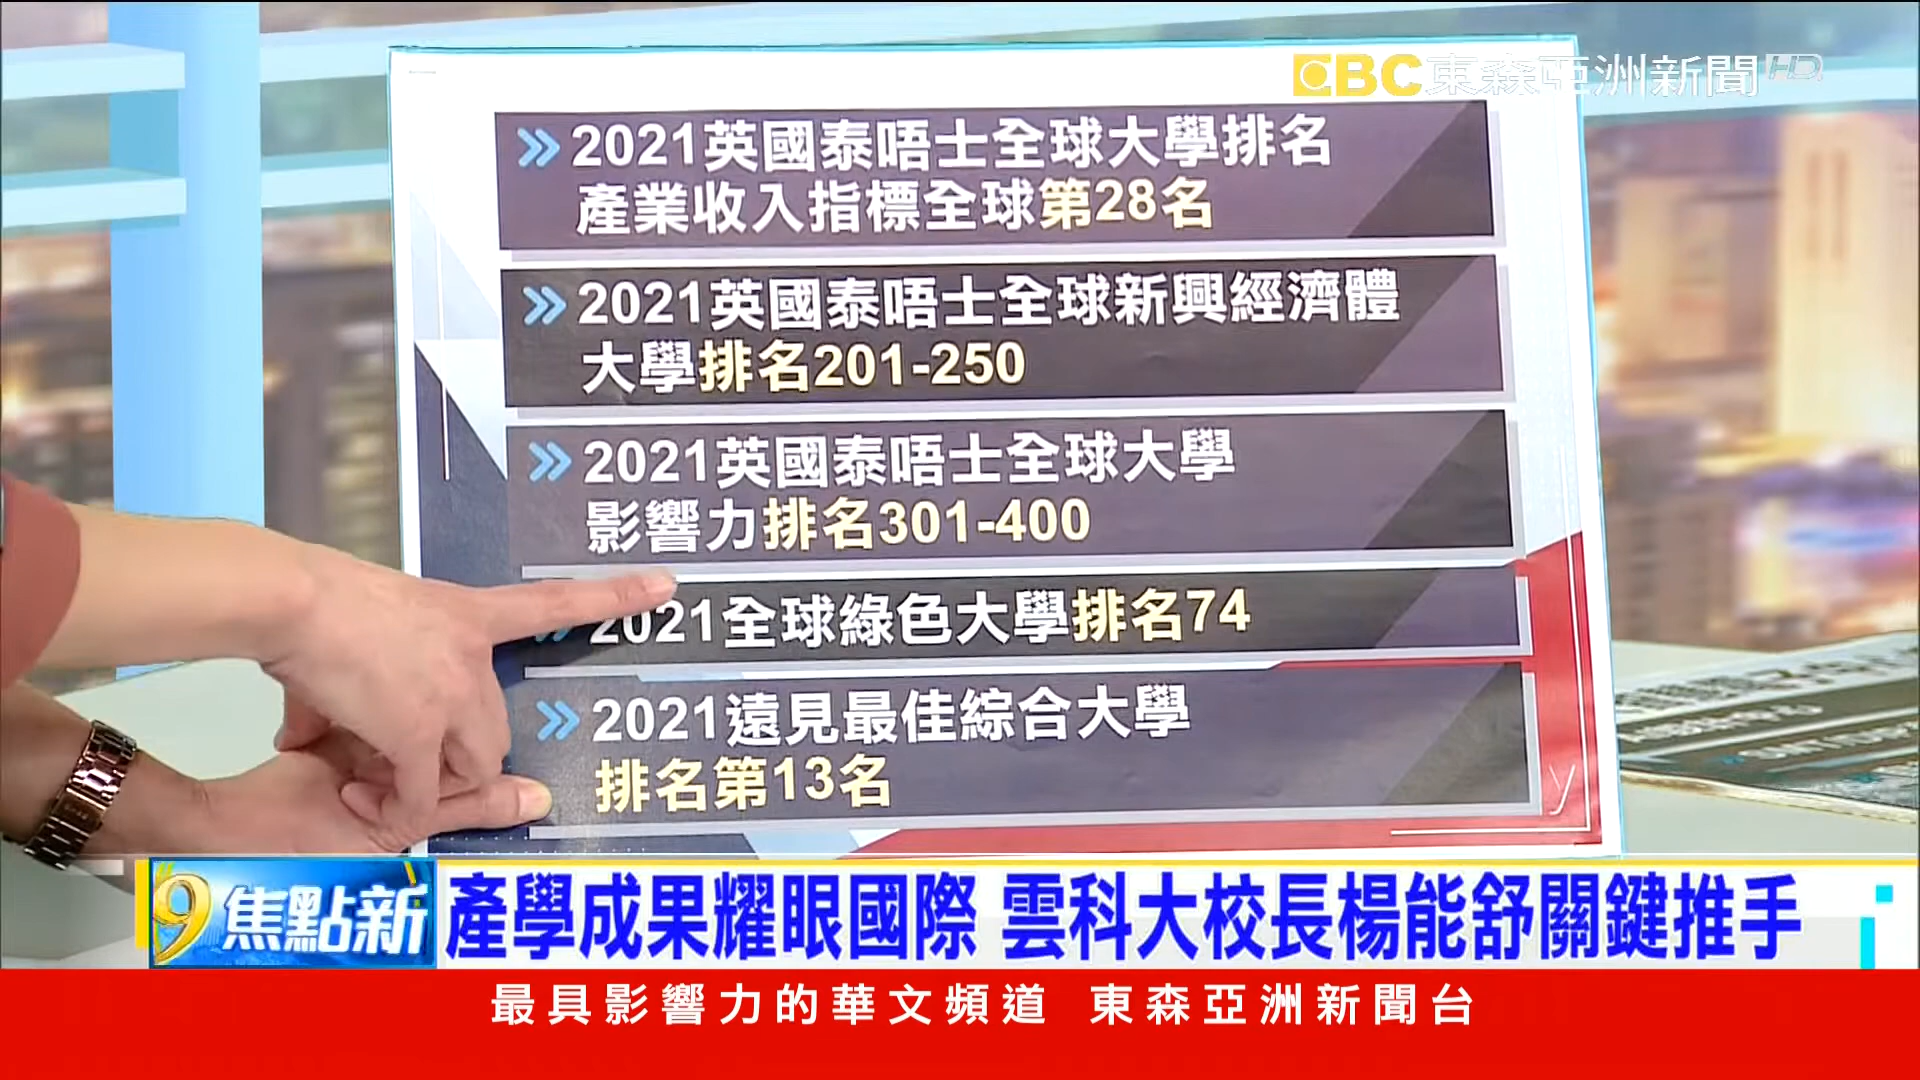 EBC東森亞洲新聞HD
2021英國泰唔士全球大學排名
產業收入指標全球第28名
2021英國泰唔士全球新興經濟體
大學排名201-250
2021英國泰唔士全球大學
影響力排名301-400
2021全球綠色大學排名74
2021遠見最佳綜合大學
排名第13名
9焦點新
產學成果耀眼國際 雲科大校長楊能舒關鍵推手
最具影響力的華文頻道 東森亞洲新聞台